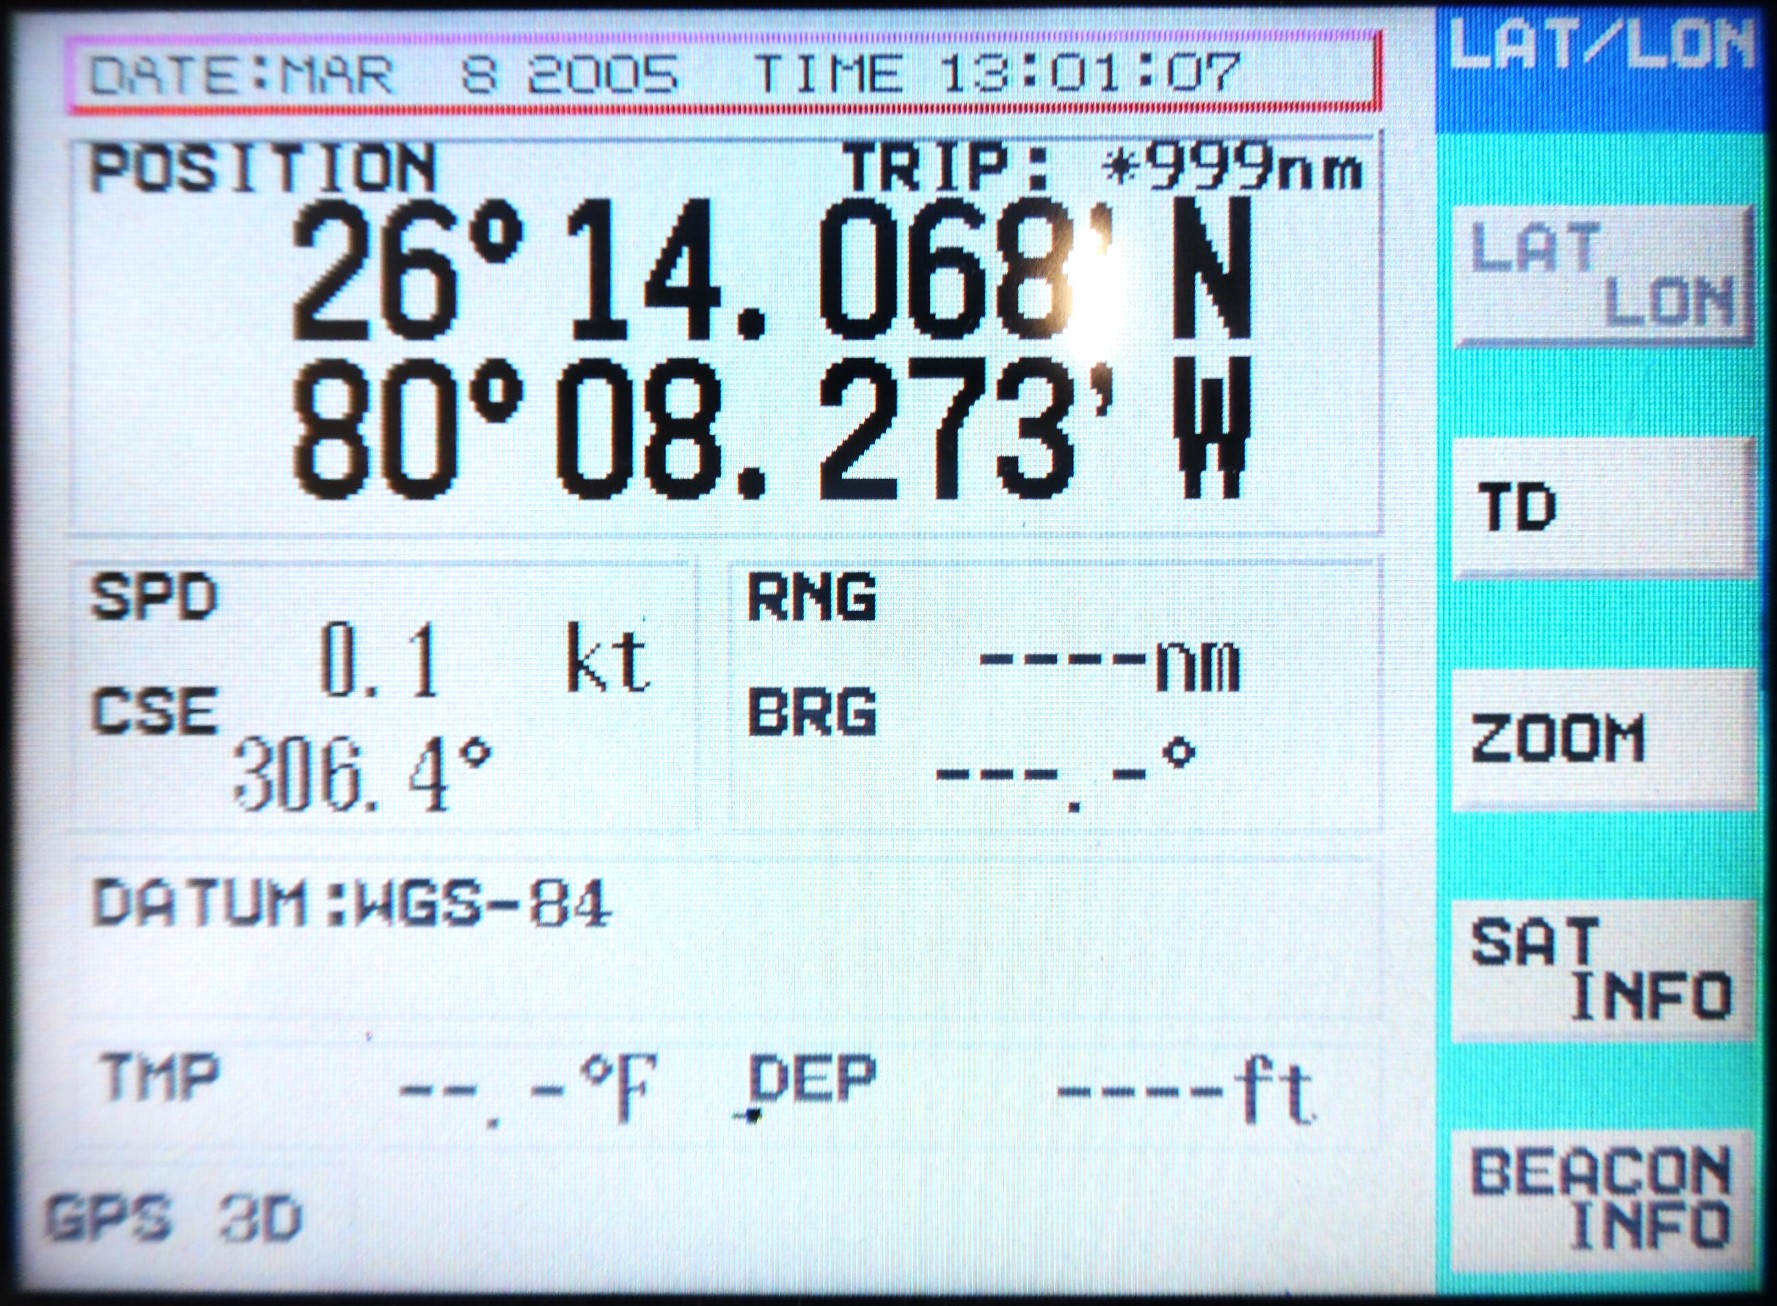 DATE:MAR 8 2005 TIME 13:01:07
POSITION TRIP: *999nm
26°14.068' N
80°08.273' W
SPD
0.1 kt
CSE
306.4°
RNG
----nm
BRG
---.-°
DATUM:WGS-84
TMP --.-°F DEP ----ft
GPS 3D
LAT/LON
LAT
LON
TD
ZOOM
SAT
INFO
BEACON
INFO